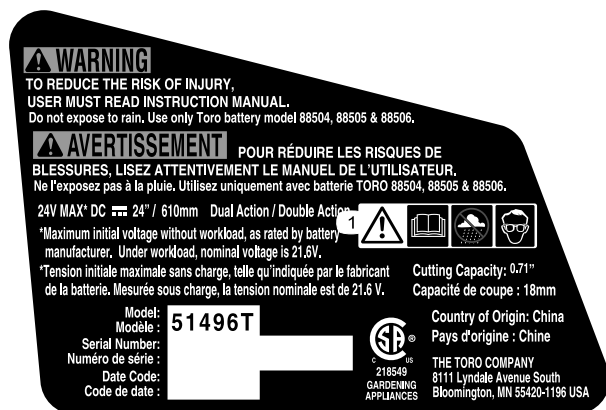 WARNING
TO REDUCE THE RISK OF INJURY,
USER MUST READ INSTRUCTION MANUAL.
Do not expose to rain. Use only Toro battery model 88504, 88505 & 88506.
AVERTISSEMENT POUR RÉDUIRE LES RISQUES DE
BLESSURES, LISEZ ATTENTIVEMENT LE MANUEL DE L'UTILISATEUR.
Ne l'exposez pas à la pluie. Utilisez uniquement avec batterie TORO 88504, 88505 & 88506.
24V MAX* DC 24" / 610mm Dual Action / Double Action
1
*Maximum initial voltage without workload, as rated by battery
manufacturer. Under workload, nominal voltage is 21.6V.
*Tension initiale maximale sans charge, telle qu'indiquée par le fabricant
de la batterie. Mesurée sous charge, la tension nominale est de 21.6 V.
Cutting Capacity: 0.71"
Capacité de coupe : 18mm
Model:
Modèle :
51496T
Serial Number:
Numéro de série :
Date Code:
Code de date :
SA ®
C US
218549
GARDENING
APPLIANCES
Country of Origin: China
Pays d'origine : Chine
THE TORO COMPANY
8111 Lyndale Avenue South
Bloomington, MN 55420-1196 USA